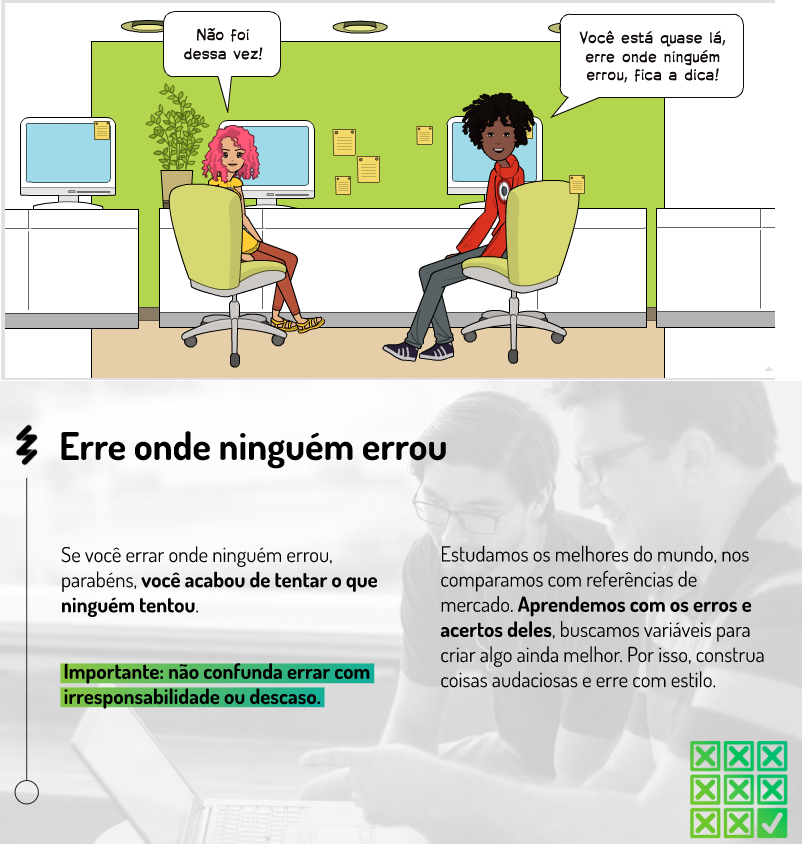 Não foi
dessa vez!
Você está quase lá,
erre onde ninguém
errou, fica a dica!
Erre onde ninguém errou
Se você errar onde ninguém errou,
parabéns, você acabou de tentar o que
ninguém tentou.
Importante: não confunda errar com
irresponsabilidade ou descaso.
Estudamos os melhores do mundo, nos
comparamos com referências de
mercado. Aprendemos com os erros e
acertos deles, buscamos variáveis para
criar algo ainda melhor. Por isso, construa
coisas audaciosas e erre com estilo.